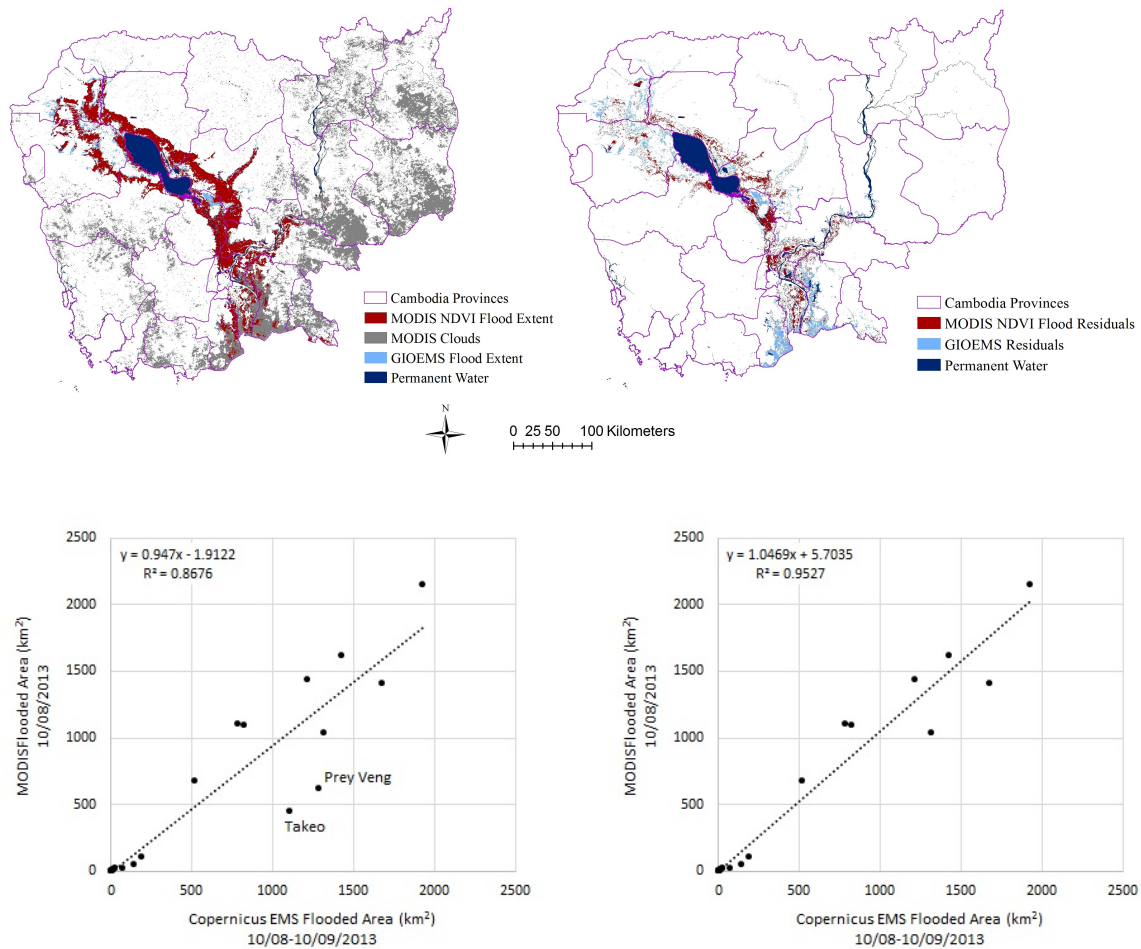 Cambodia Provinces
MODIS NDVI Flood Extent
MODIS Clouds
GIOEMS Flood Extent
Permanent Water
Cambodia Provinces
MODIS NDVI Flood Residuals
GIOEMS Residuals
Permanent Water
N
0 25 50 100 Kilometers
2500
2000
1500
1000
500
0
y = 0.947x - 1.9122
R² = 0.8676
Prey Veng
Takeo
0 500 1000 1500 2000 2500
MODISFlooded Area (km²)
10/08/2013
Copernicus EMS Flooded Area (km²)
10/08-10/09/2013
2500
2000
1500
1000
500
0
y = 1.0469x + 5.7035
R² = 0.9527
0 500 1000 1500 2000 2500
MODISFlooded Area (km²)
10/08/2013
Copernicus EMS Flooded Area (km²)
10/08-10/09/2013